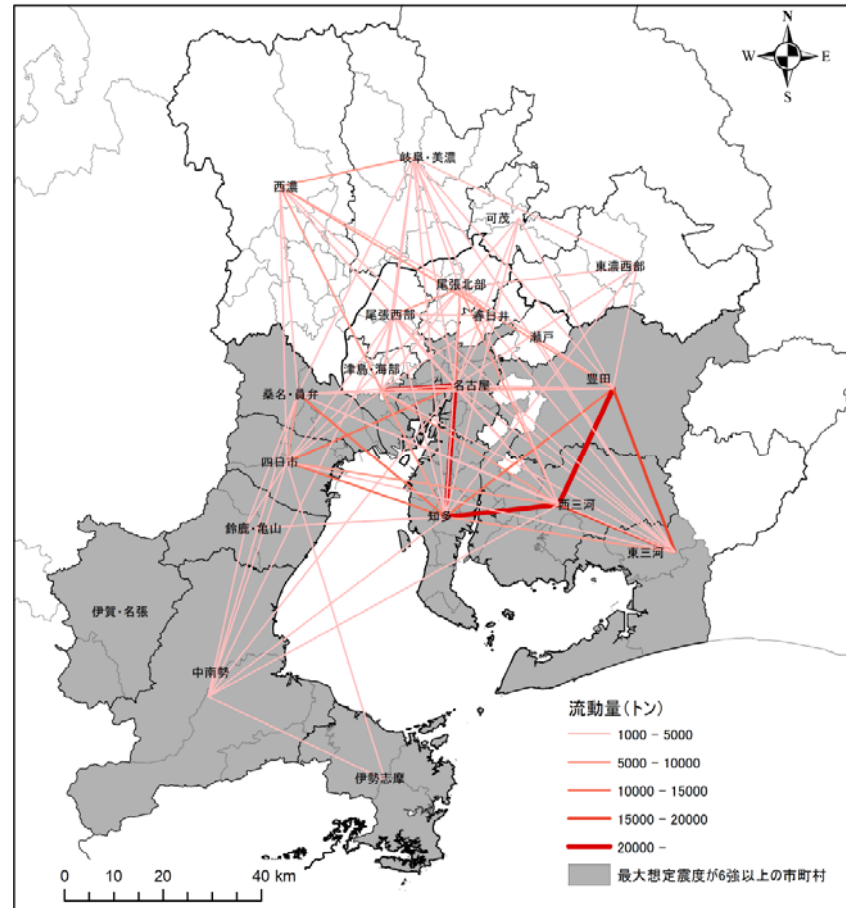 N
W
E
S
岐阜・美濃
西濃
可茂
東濃西部
尾張北部
尾張西部
春日井
瀬戸
津島・海部
名古屋
豊田
桑名・員弁
四日市
知多
西三河
鈴鹿・亀山
東三河
伊賀・名張
中南勢
伊勢志摩
流動量(トン)
1000 - 5000
5000 - 10000
10000 - 15000
15000 - 20000
20000 -
最大想定震度が6強以上の市町村
0 10 20 40 km